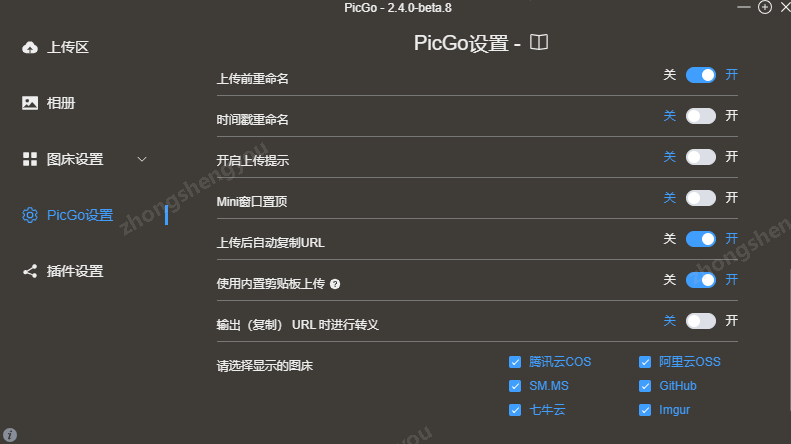 PicGo - 2.4.0-beta.8
上传区
相册
图床设置
PicGo设置
插件设置
PicGo设置 -
上传前重命名 关 开
时间戳重命名 关 开
开启上传提示 关 开
Mini窗口置顶 关 开
上传后自动复制URL 关 开
使用内置剪贴板上传 关 开
输出（复制） URL 时进行转义 关 开
请选择显示的图床 腾讯云COS 阿里云OSS
SM.MS GitHub
七牛云 Imgur
zhongshengyou